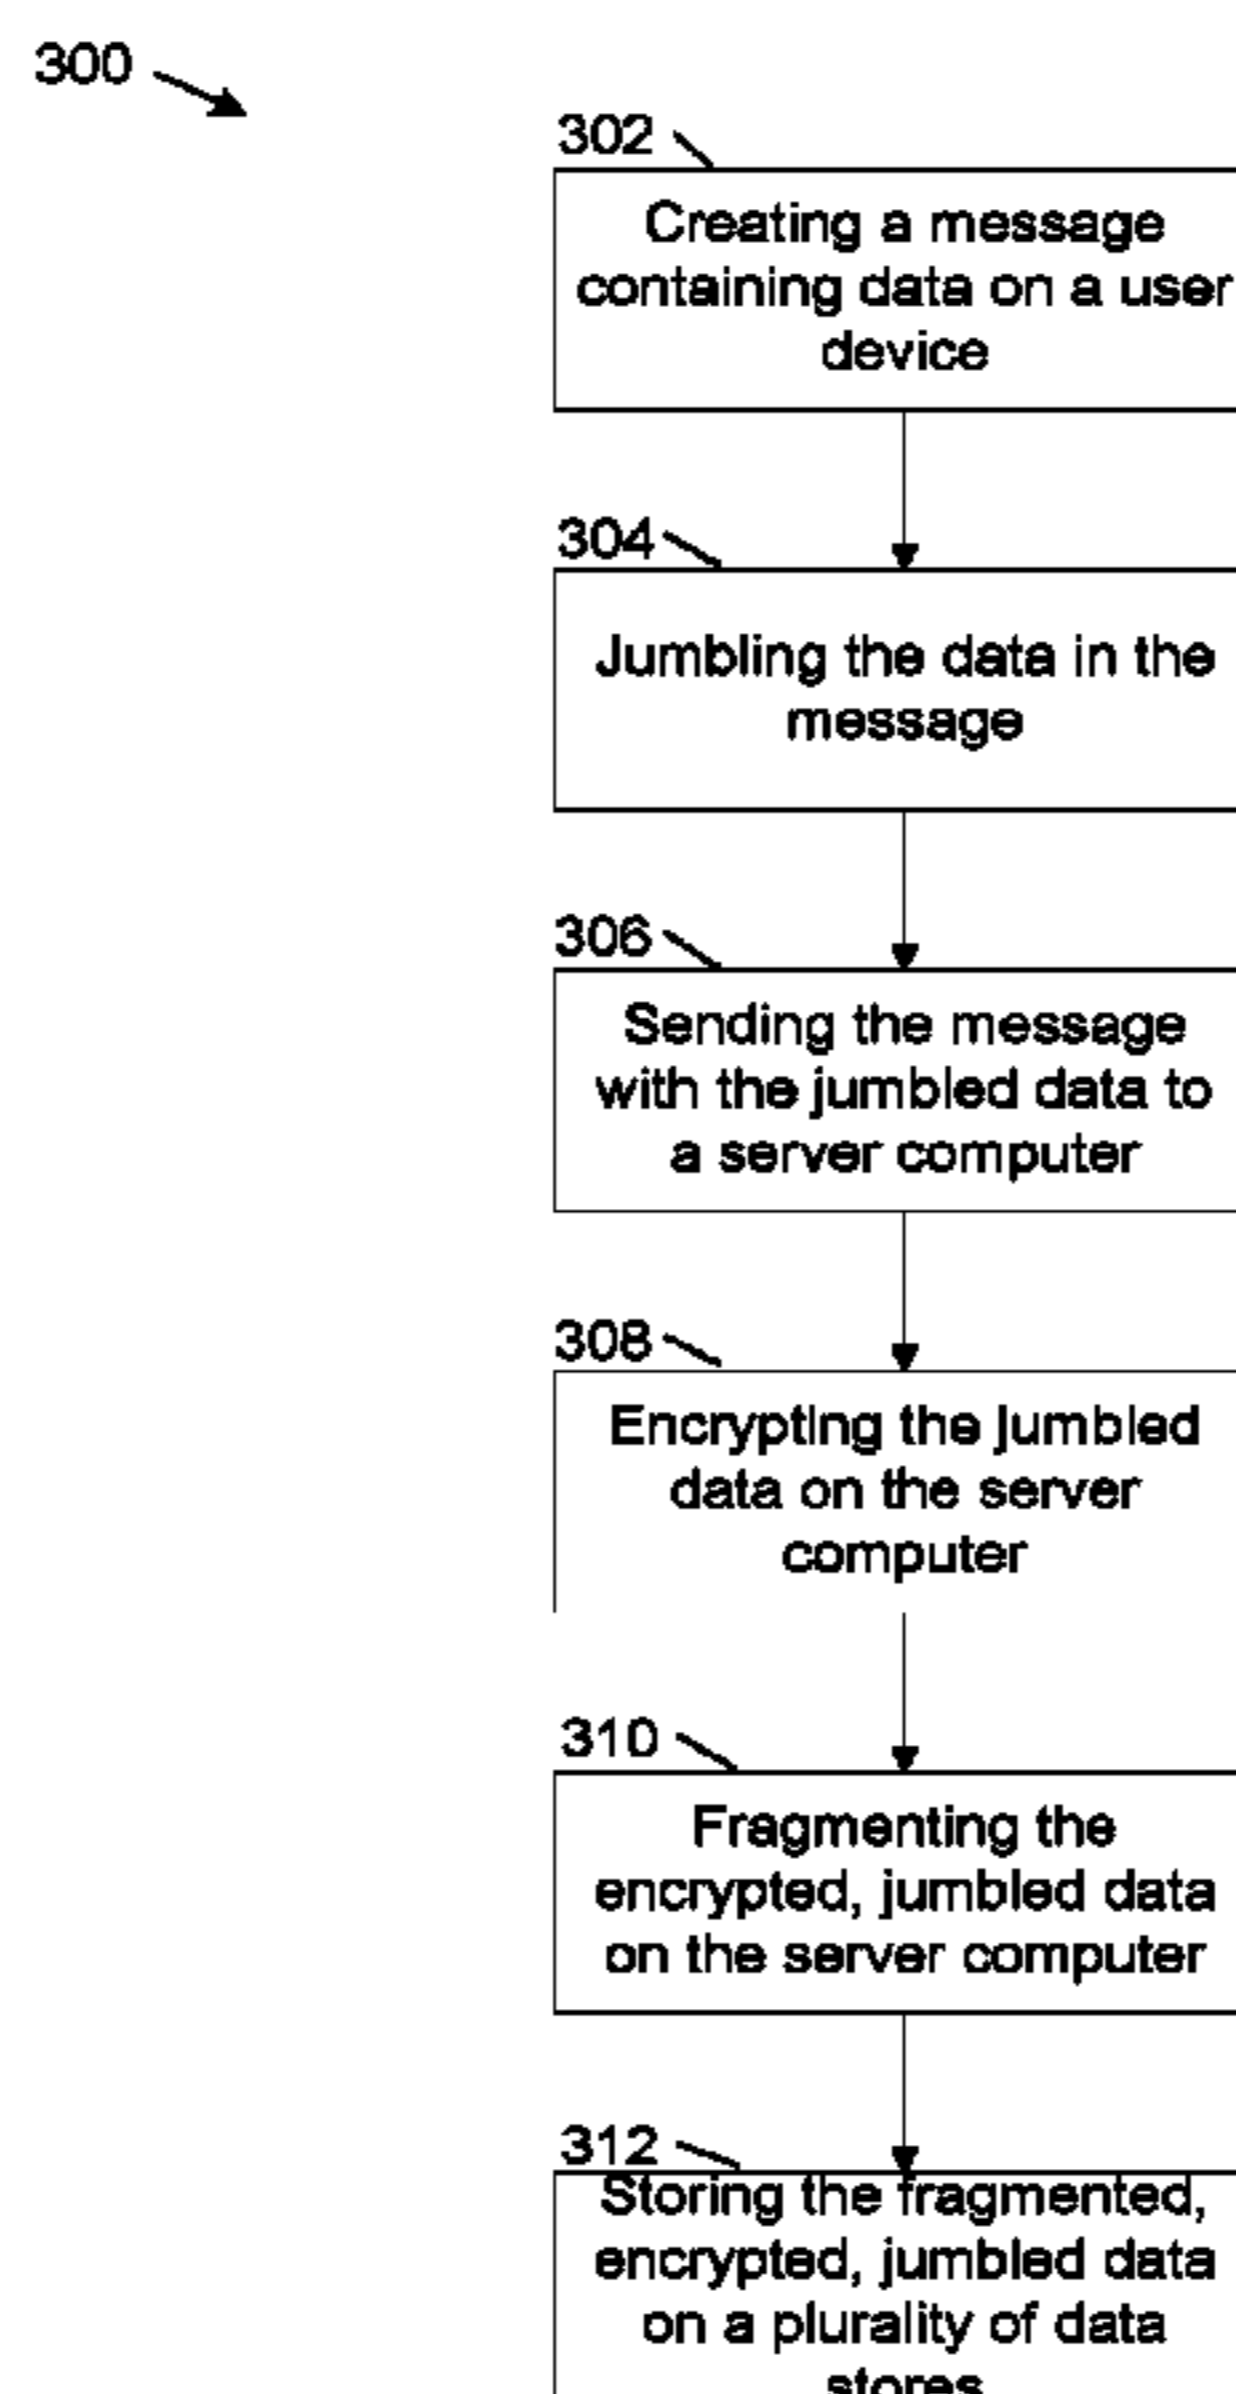 300
302
Creating a message
containing data on a user
device
304
Jumbling the data in the
message
306
Sending the message
with the jumbled data to
a server computer
308
Encrypting the jumbled
data on the server
computer
310
Fragmenting the
encrypted, jumbled data
on the server computer
312
Storing the fragmented,
encrypted, jumbled data
on a plurality of data
stores